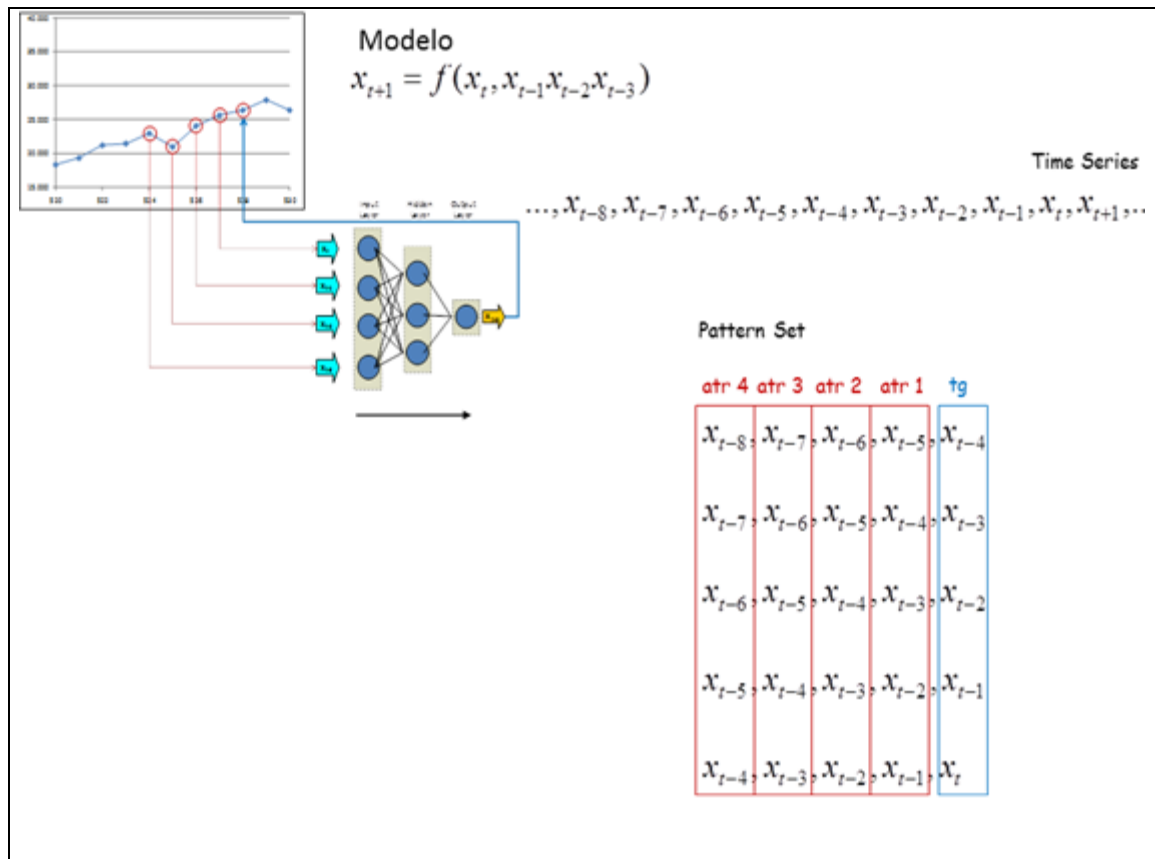 Modelo
x_{t+1} = f(x_t, x_{t-1}x_{t-2}x_{t-3})
Time Series
..., x_{t-8}, x_{t-7}, x_{t-6}, x_{t-5}, x_{t-4}, x_{t-3}, x_{t-2}, x_{t-1}, x_t, x_{t+1}, ..
Input Hidden Output
Pattern Set
atr 4 atr 3 atr 2 atr 1 tg
x_{t-8}, x_{t-7}, x_{t-6}, x_{t-5}, x_{t-4}
x_{t-7}, x_{t-6}, x_{t-5}, x_{t-4}, x_{t-3}
x_{t-6}, x_{t-5}, x_{t-4}, x_{t-3}, x_{t-2}
x_{t-5}, x_{t-4}, x_{t-3}, x_{t-2}, x_{t-1}
x_{t-4}, x_{t-3}, x_{t-2}, x_{t-1}, x_t